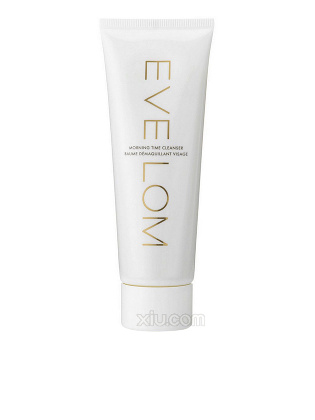 EVE LOM
MORNING TIME CLEANSER
BAUME DÉMAQUILLANT VISAGE
xiu.com